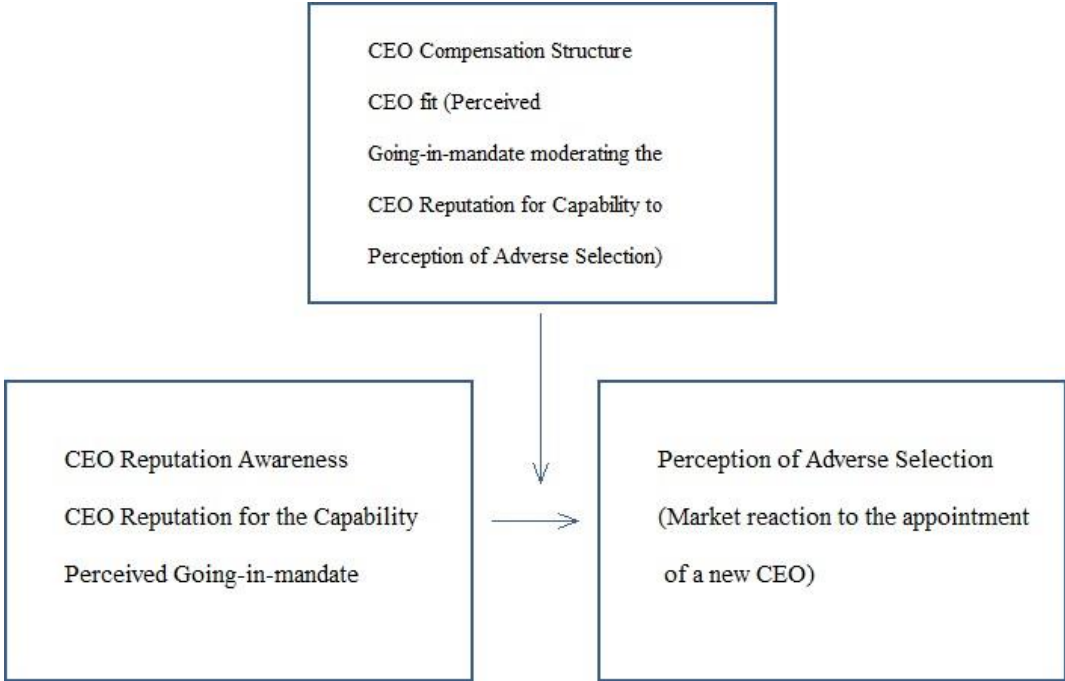 CEO Compensation Structure
CEO fit (Perceived
Going-in-mandate moderating the
CEO Reputation for Capability to
Perception of Adverse Selection)
CEO Reputation Awareness
CEO Reputation for the Capability
Perceived Going-in-mandate
Perception of Adverse Selection
(Market reaction to the appointment
of a new CEO)